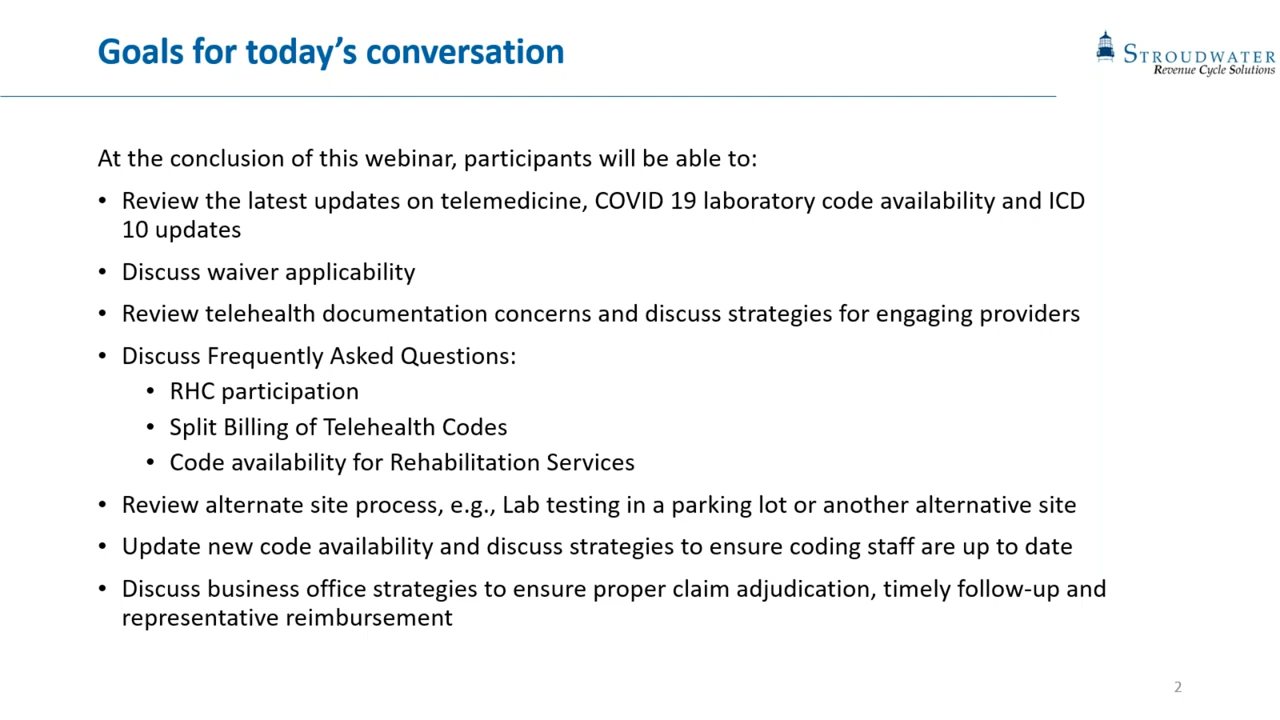 Goals for today's conversation
STROUDWATER
Revenue Cycle Solutions
At the conclusion of this webinar, participants will be able to:
• Review the latest updates on telemedicine, COVID 19 laboratory code availability and ICD
10 updates
• Discuss waiver applicability
• Review telehealth documentation concerns and discuss strategies for engaging providers
• Discuss Frequently Asked Questions:
• RHC participation
• Split Billing of Telehealth Codes
• Code availability for Rehabilitation Services
• Review alternate site process, e.g., Lab testing in a parking lot or another alternative site
• Update new code availability and discuss strategies to ensure coding staff are up to date
• Discuss business office strategies to ensure proper claim adjudication, timely follow-up and
representative reimbursement
2